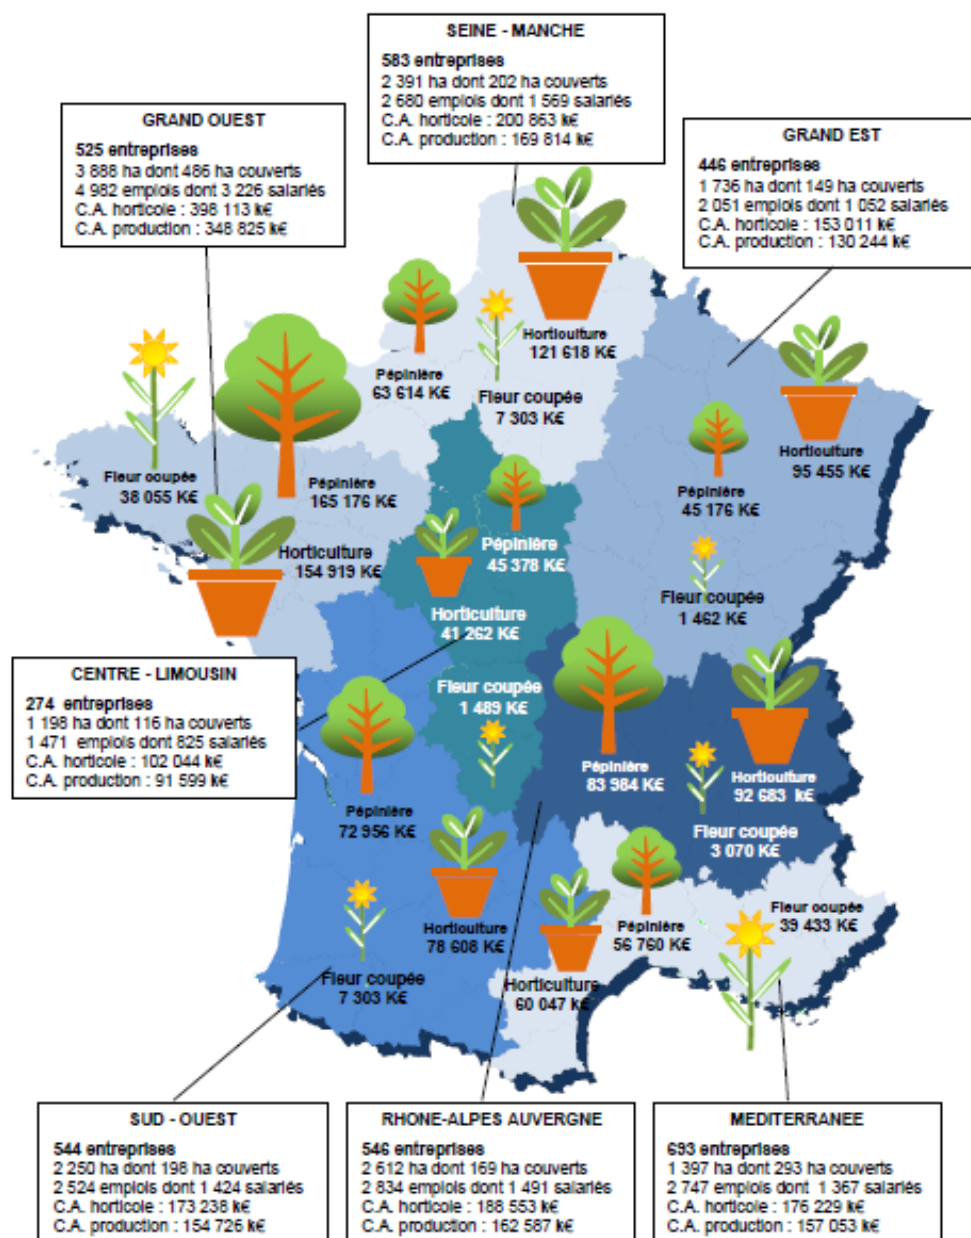 SEINE - MANCHE
583 entreprises
2 391 ha dont 202 ha couverts
2 680 emplois dont 1 569 salariés
C.A. horticole : 200 863 k€
C.A. production : 169 814 k€
GRAND OUEST
525 entreprises
3 888 ha dont 486 ha couverts
4 982 emplois dont 3 226 salariés
C.A. horticole : 398 113 k€
C.A. production : 348 825 k€
GRAND EST
446 entreprises
1 736 ha dont 149 ha couverts
2 051 emplois dont 1 052 salariés
C.A. horticole : 153 011 k€
C.A. production : 130 244 k€
Horticulture
121 618 K€
Pépinière
63 614 K€
Fleur coupée
7 303 K€
Horticulture
95 455 K€
Fleur coupée
38 055 K€
Pépinière
165 176 K€
Pépinière
45 176 K€
Horticulture
154 919 K€
Pépinière
45 378 K€
Fleur coupée
1 462 K€
Horticulture
41 262 K€
CENTRE - LIMOUSIN
274 entreprises
1 198 ha dont 116 ha couverts
1 471 emplois dont 825 salariés
C.A. horticole : 102 044 k€
C.A. production : 91 599 k€
Fleur coupée
1 489 K€
Pépinière
83 984 K€
Horticulture
92 683 k€
Pépinière
72 956 K€
Fleur coupée
3 070 K€
Horticulture
78 608 K€
Pépinière
56 760 K€
Fleur coupée
39 433 K€
Fleur coupée
7 303 K€
Horticulture
60 047 k€
SUD - OUEST
544 entreprises
2 250 ha dont 198 ha couverts
2 524 emplois dont 1 424 salariés
C.A. horticole : 173 238 k€
C.A. production : 154 726 k€
RHONE-ALPES AUVERGNE
546 entreprises
2 612 ha dont 169 ha couverts
2 834 emplois dont 1 491 salariés
C.A. horticole : 188 553 k€
C.A. production : 162 587 k€
MEDITERRANEE
693 entreprises
1 397 ha dont 293 ha couverts
2 747 emplois dont 1 367 salariés
C.A. horticole : 176 229 k€
C.A. production : 157 053 k€